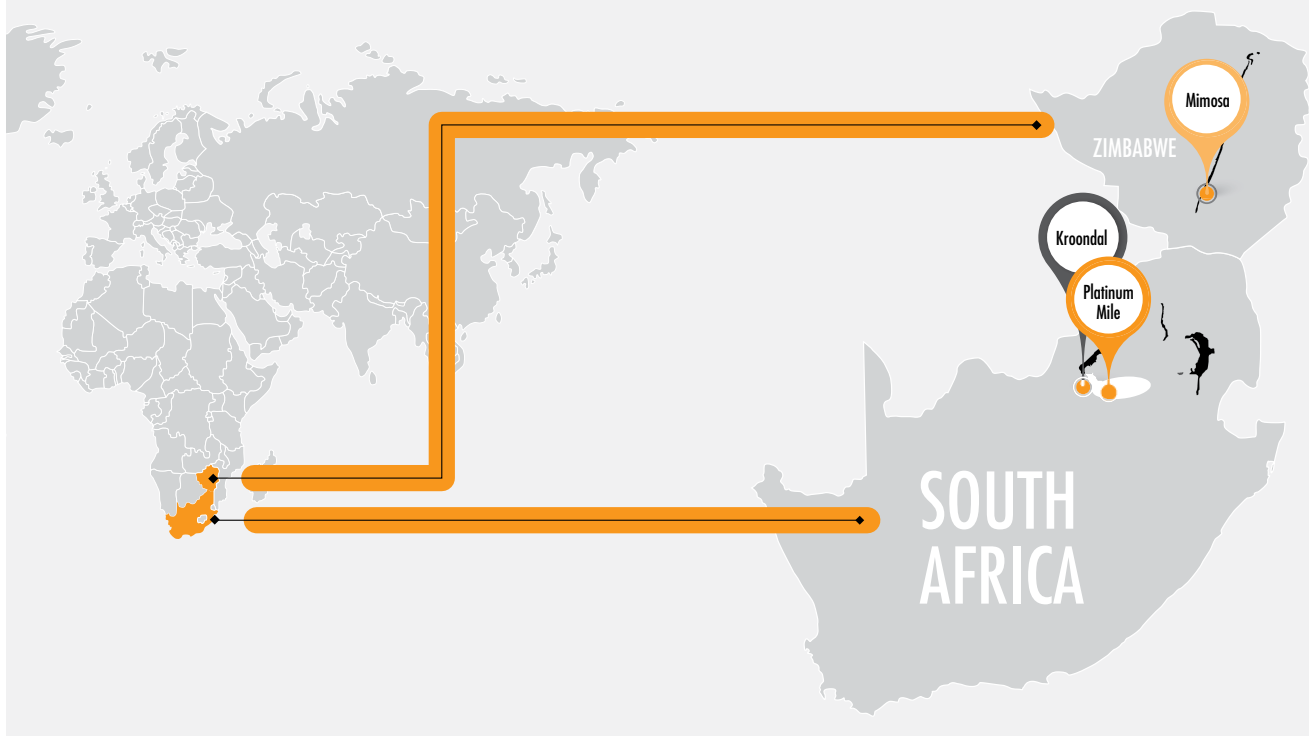 Mimosa
ZIMBABWE
Kroondal
Platinum
Mile
SOUTH
AFRICA